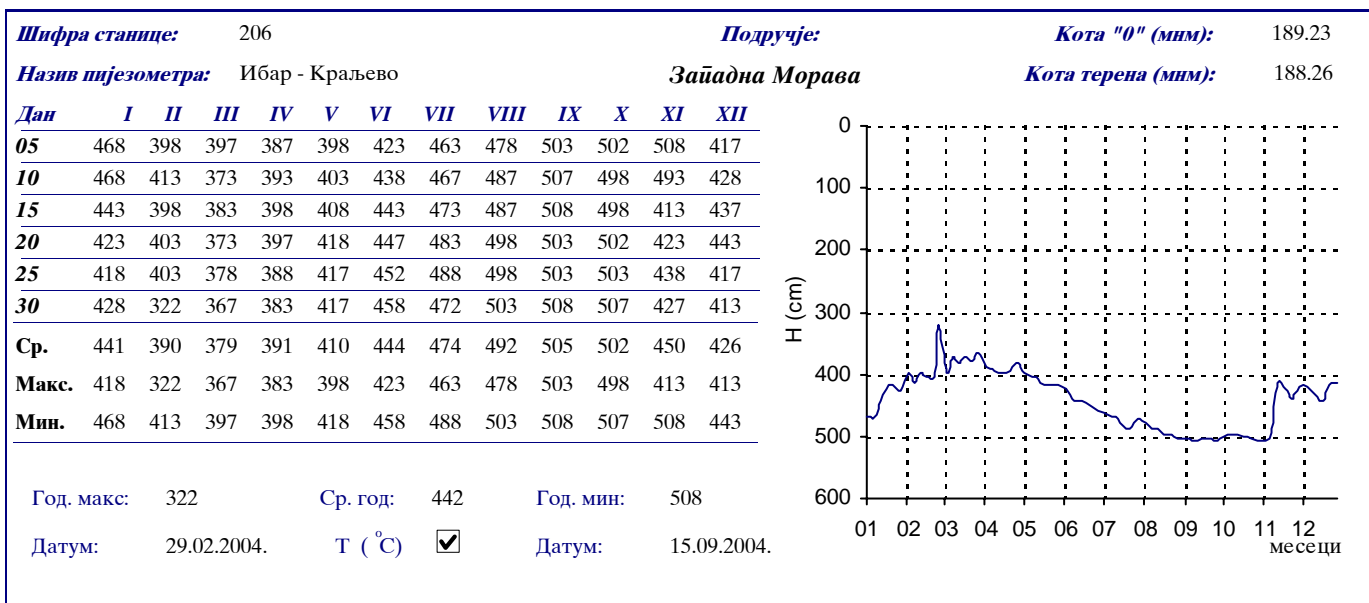 Шифра станице: 206 Подручје: Кота "0" (мнм): 189.23
Назив пијезометра: Ибар - Краљево Западна Морава Кота терена (мнм): 188.26
Дан I II III IV V VI VII VIII IX X XI XII
05 468 398 397 387 398 423 463 478 503 502 508 417
10 468 413 373 393 403 438 467 487 507 498 493 428
15 443 398 383 398 408 443 473 487 508 498 413 437
20 423 403 373 397 418 447 483 498 503 502 423 443
25 418 403 378 388 417 452 488 498 503 503 438 417
30 428 322 367 383 417 458 472 503 508 507 427 413
Ср. 441 390 379 391 410 444 474 492 505 502 450 426
Макс. 418 322 367 383 398 423 463 478 503 498 413 413
Мин. 468 413 397 398 418 458 488 503 508 507 508 443
Год. макс: 322 Ср. год: 442 Год. мин: 508
Датум: 29.02.2004. T ( °C) Датум: 15.09.2004.
H (cm)
0
100
200
300
400
500
600
01 02 03 04 05 06 07 08 09 10 11 12
месеци